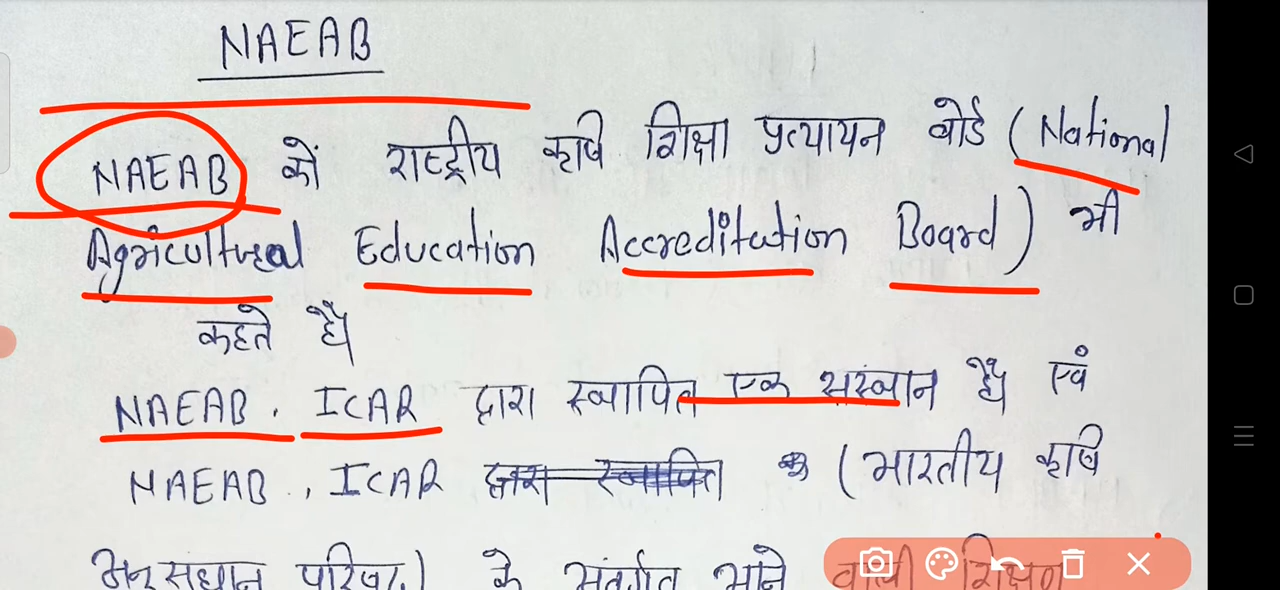 NAEAB
NAEAB को राष्ट्रीय कृषि शिक्षा प्रत्यायन बोर्ड (National
Agricultural Education Accreditation Board) भी
कहते है
NAEAB, ICAR द्वारा स्थापित एक संस्थान है एवं
NAEAB, ICAR द्वारा स्थापित क (भारतीय कृषि
अनुसंधान परिषद) के अंतर्गत आने वाली शिक्षण